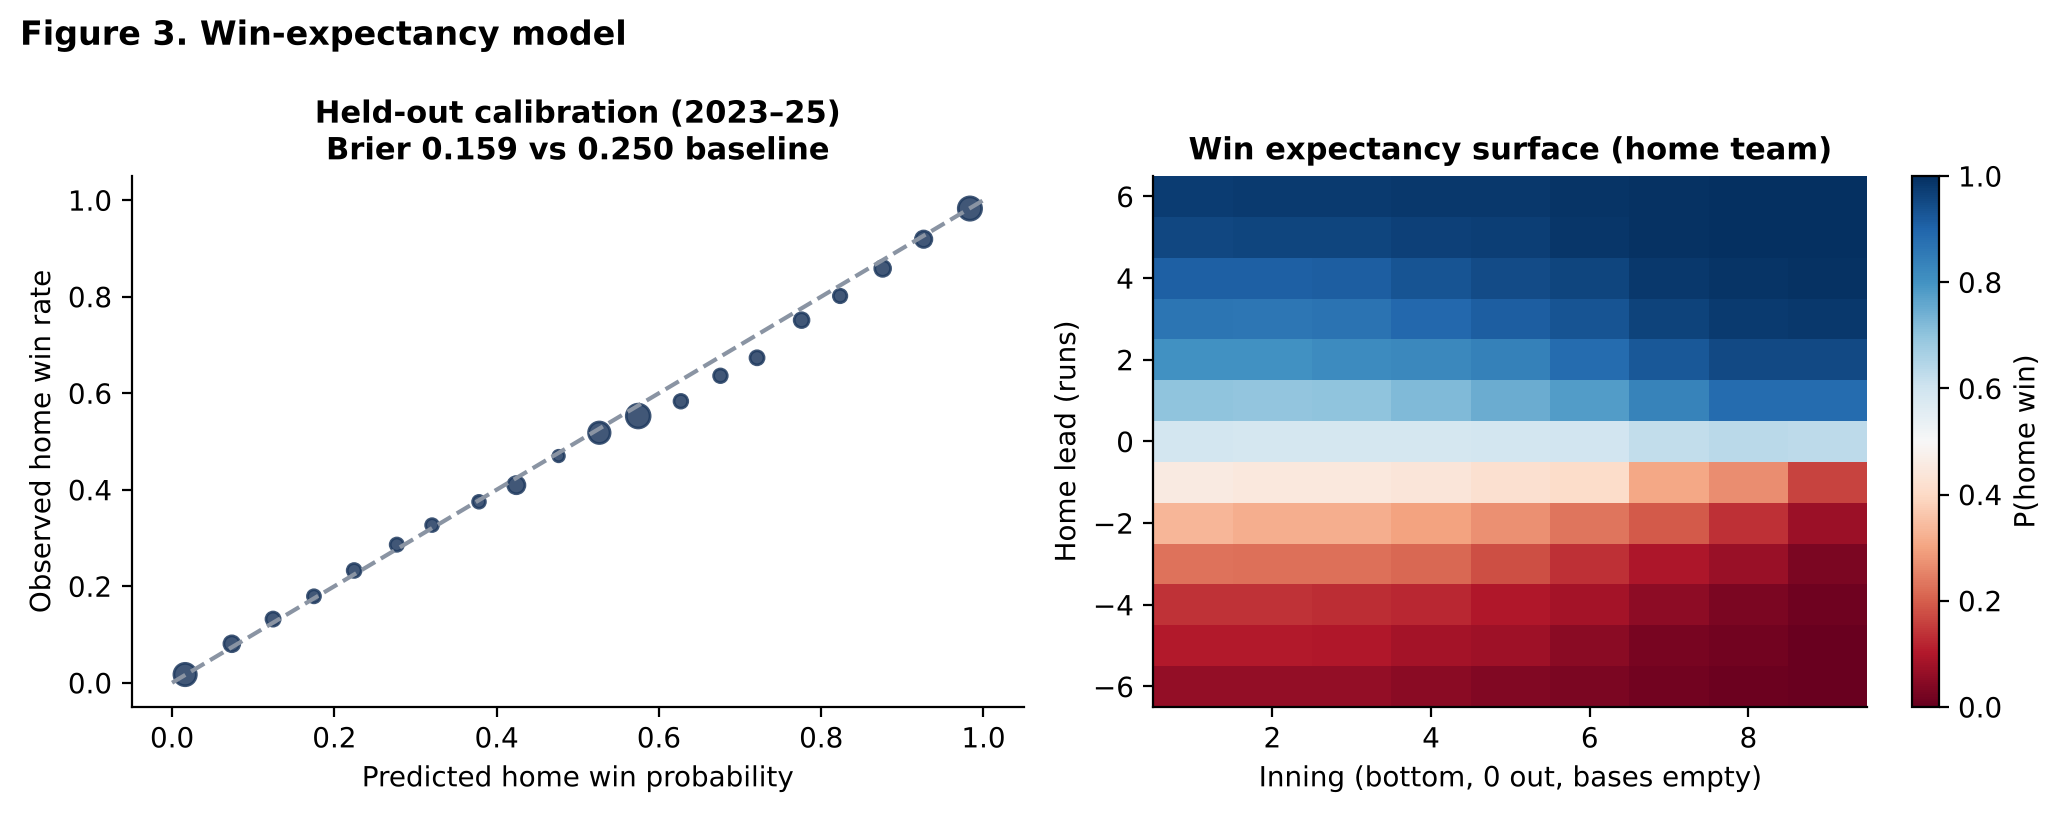 Figure 3. Win-expectancy model
Held-out calibration (2023–25)
Brier 0.159 vs 0.250 baseline
Observed home win rate
1.0
0.8
0.6
0.4
0.2
0.0
0.0 0.2 0.4 0.6 0.8 1.0
Predicted home win probability
Win expectancy surface (home team)
Home lead (runs)
6
4
2
0
−2
−4
−6
2 4 6 8
Inning (bottom, 0 out, bases empty)
1.0
0.8
0.6
0.4
0.2
0.0
P(home win)